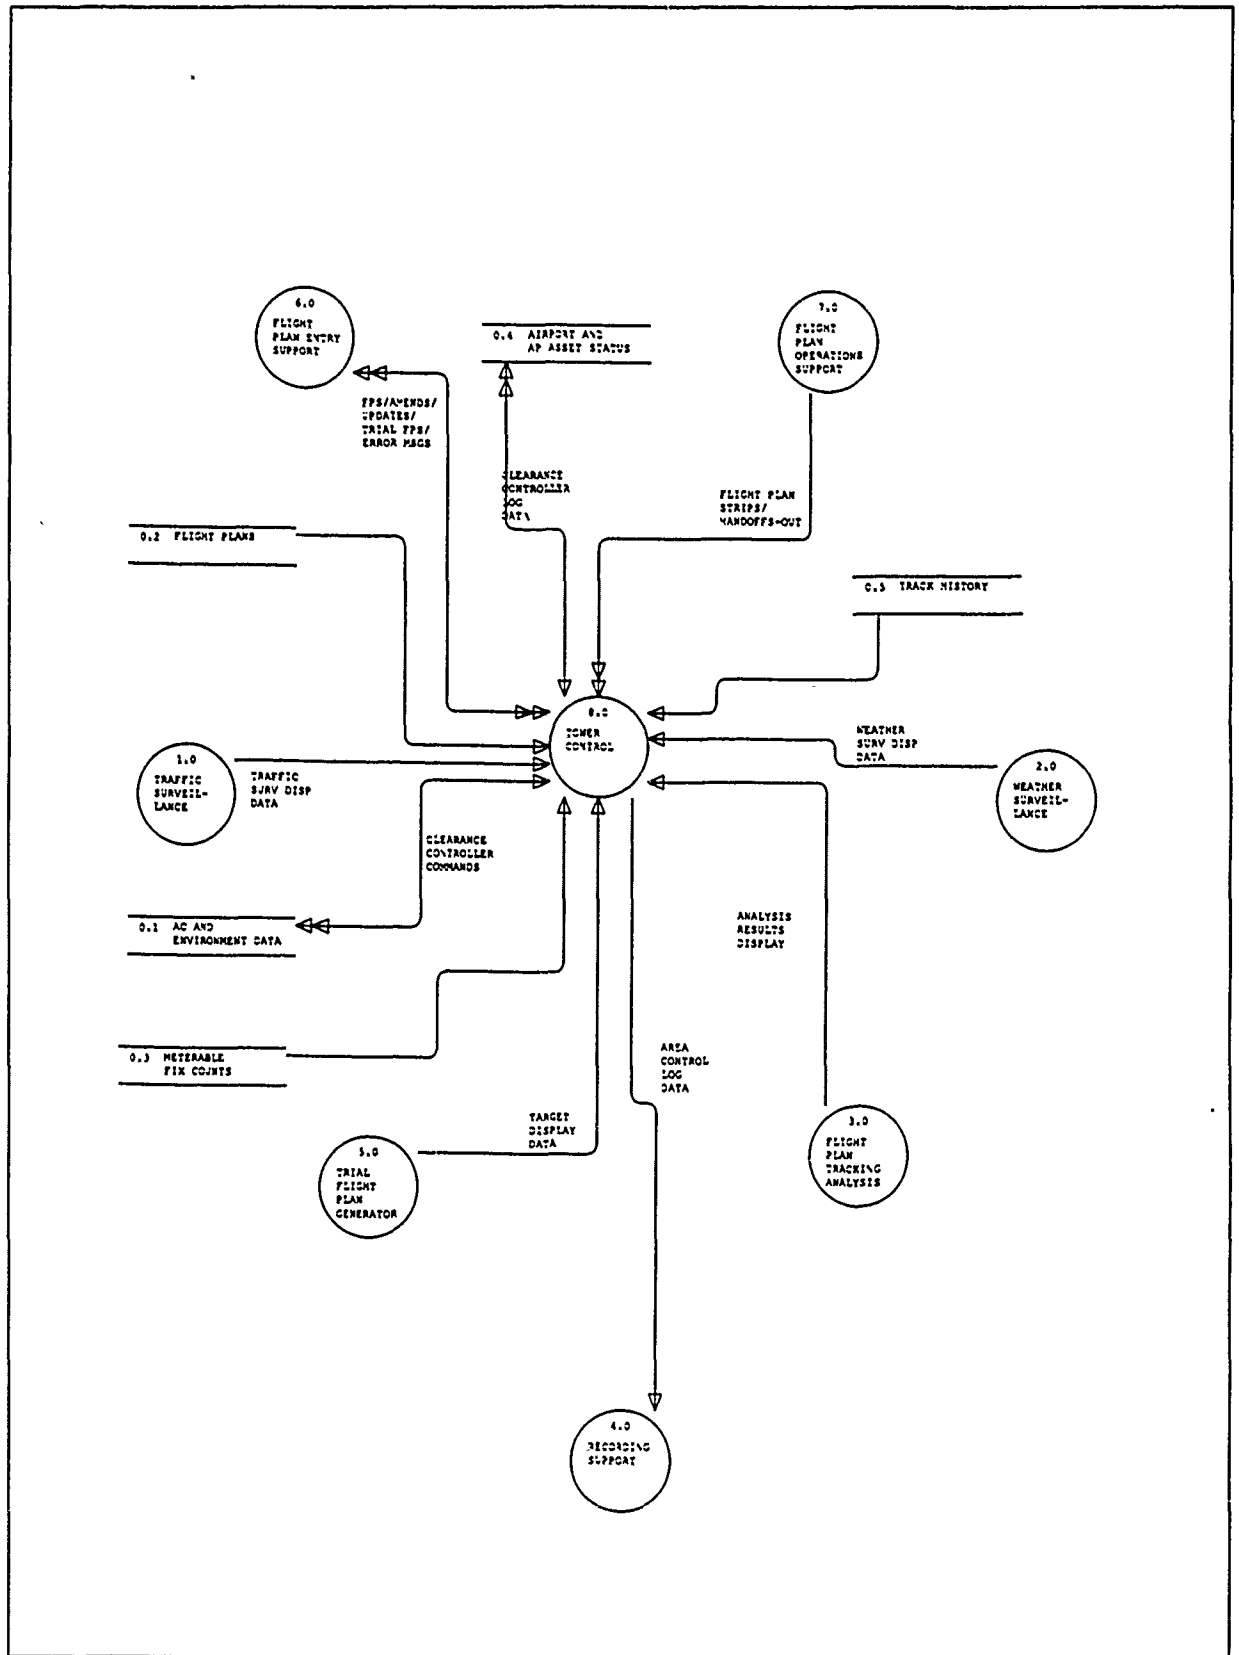 6.0
FLIGHT
PLAN ENTRY
SUPPORT
0.4 AIRPORT AND
AP ASSET STATUS
7.0
FLIGHT
PLAN
OPERATIONS
SUPPORT
FPS/AMENDS/
UPDATES/
TRIAL FPS/
ERROR MSGS
CLEARANCE
CONTROLLER
LOG
DATA
FLIGHT PLAN
STRIPS/
HANDOFFS-OUT
0.2 FLIGHT PLANS
0.5 TRACK HISTORY
8.0
TOWER
CONTROL
WEATHER
SURV DISP
DATA
1.0
TRAFFIC
SURVEIL-
LANCE
TRAFFIC
SURV DISP
DATA
2.0
WEATHER
SURVEIL-
LANCE
CLEARANCE
CONTROLLER
COMMANDS
0.1 AC AND
ENVIRONMENT DATA
ANALYSIS
RESULTS
DISPLAY
0.3 METERABLE
FIX COUNTS
AREA
CONTROL
LOG
DATA
TARGET
DISPLAY
DATA
3.0
FLIGHT
PLAN
TRACKING
ANALYSIS
5.0
TRIAL
FLIGHT
PLAN
GENERATOR
4.0
RECORDING
SUPPORT